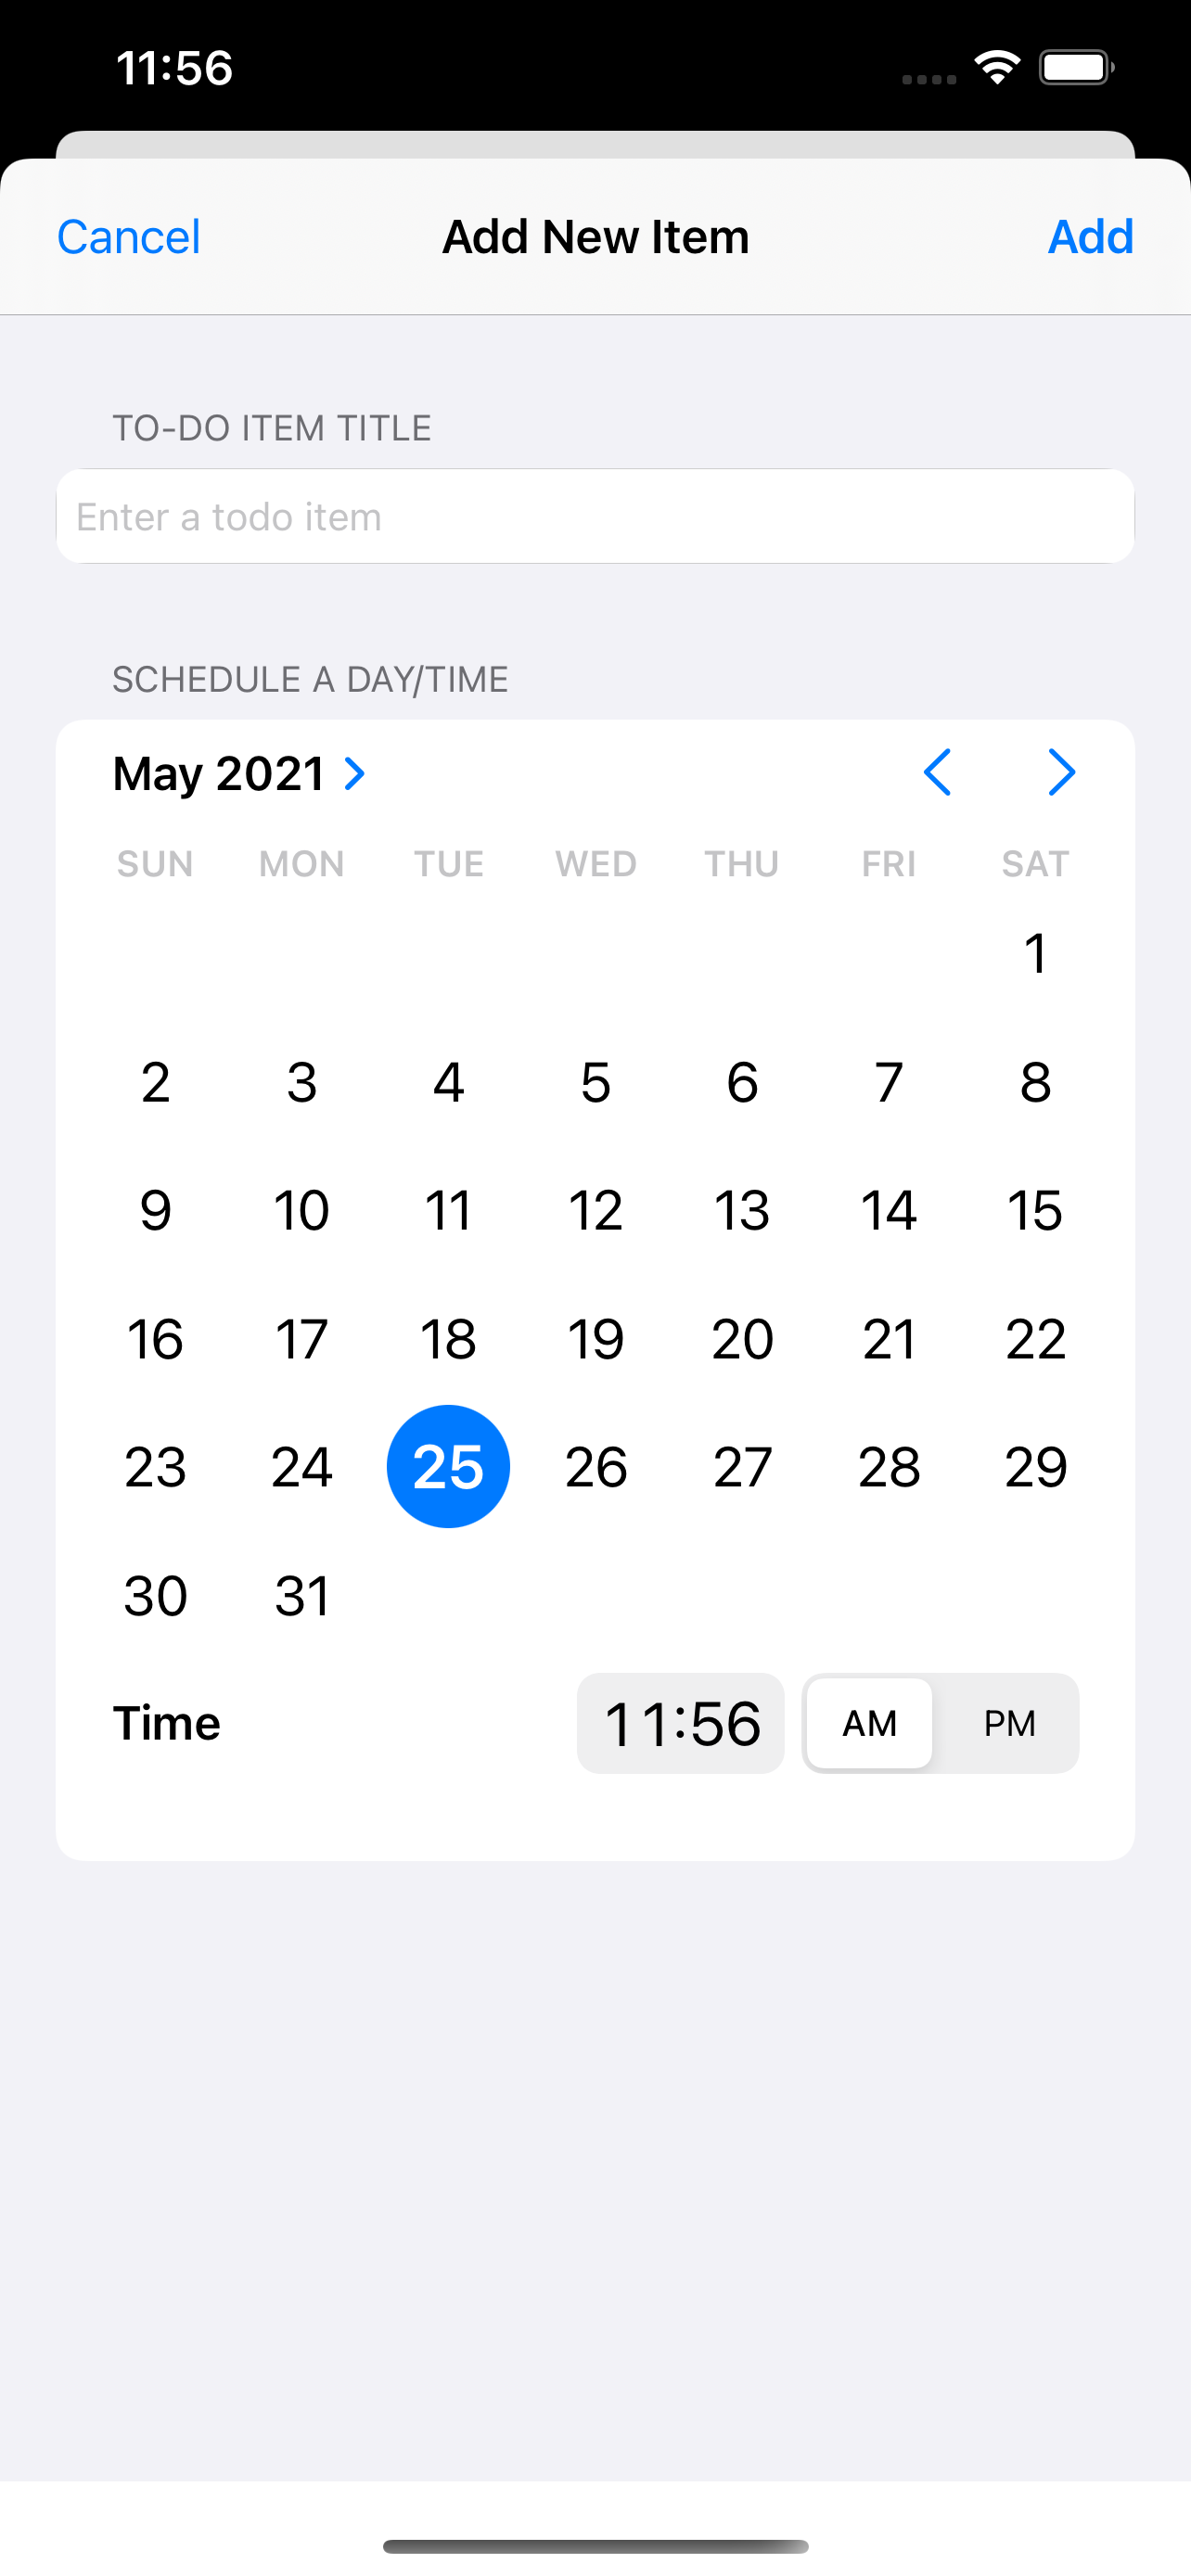 11:56
Cancel Add New Item Add
TO-DO ITEM TITLE
Enter a todo item
SCHEDULE A DAY/TIME
May 2021
SUN MON TUE WED THU FRI SAT
1
2 3 4 5 6 7 8
9 10 11 12 13 14 15
16 17 18 19 20 21 22
23 24 25 26 27 28 29
30 31
Time 11:56 AM PM